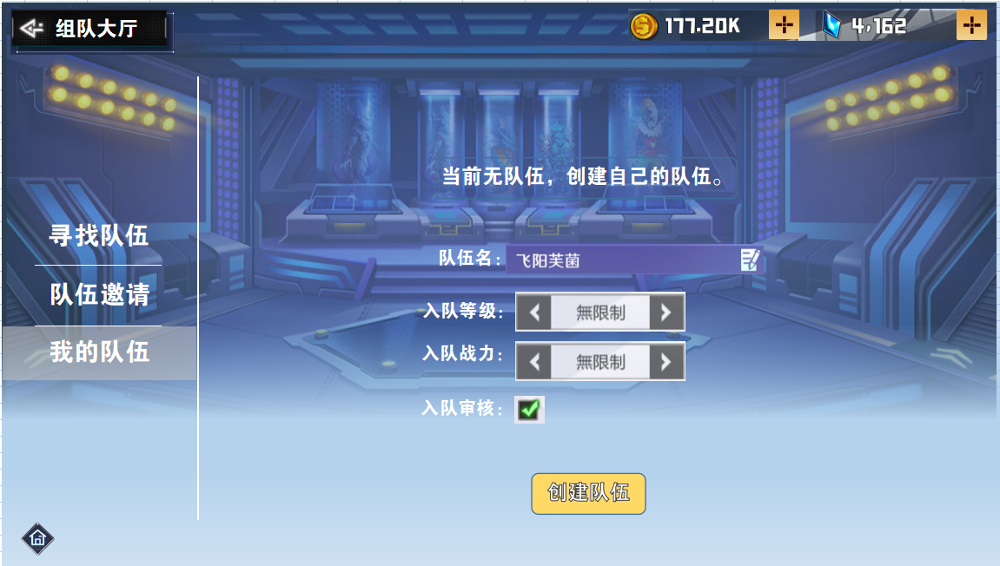 组队大厅
177.20K
4,162
当前无队伍，创建自己的队伍。
寻找队伍
队伍邀请
我的队伍
队伍名：飞阳芙菌
入队等级：無限制
入队战力：無限制
入队审核：
创建队伍